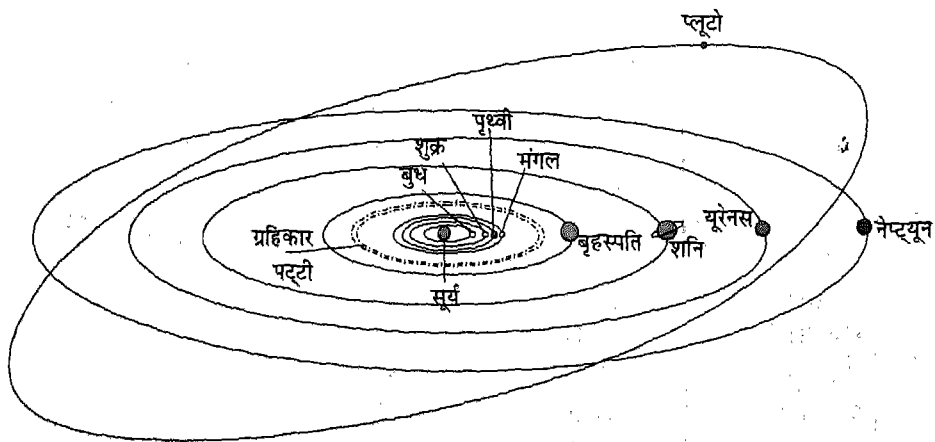 प्लूटो
पृथ्वी
शुक्र
मंगल
बुध
ग्रहिकार
पट्टी
सूर्य
बृहस्पति
शनि
यूरेनस
नेप्ट्यून